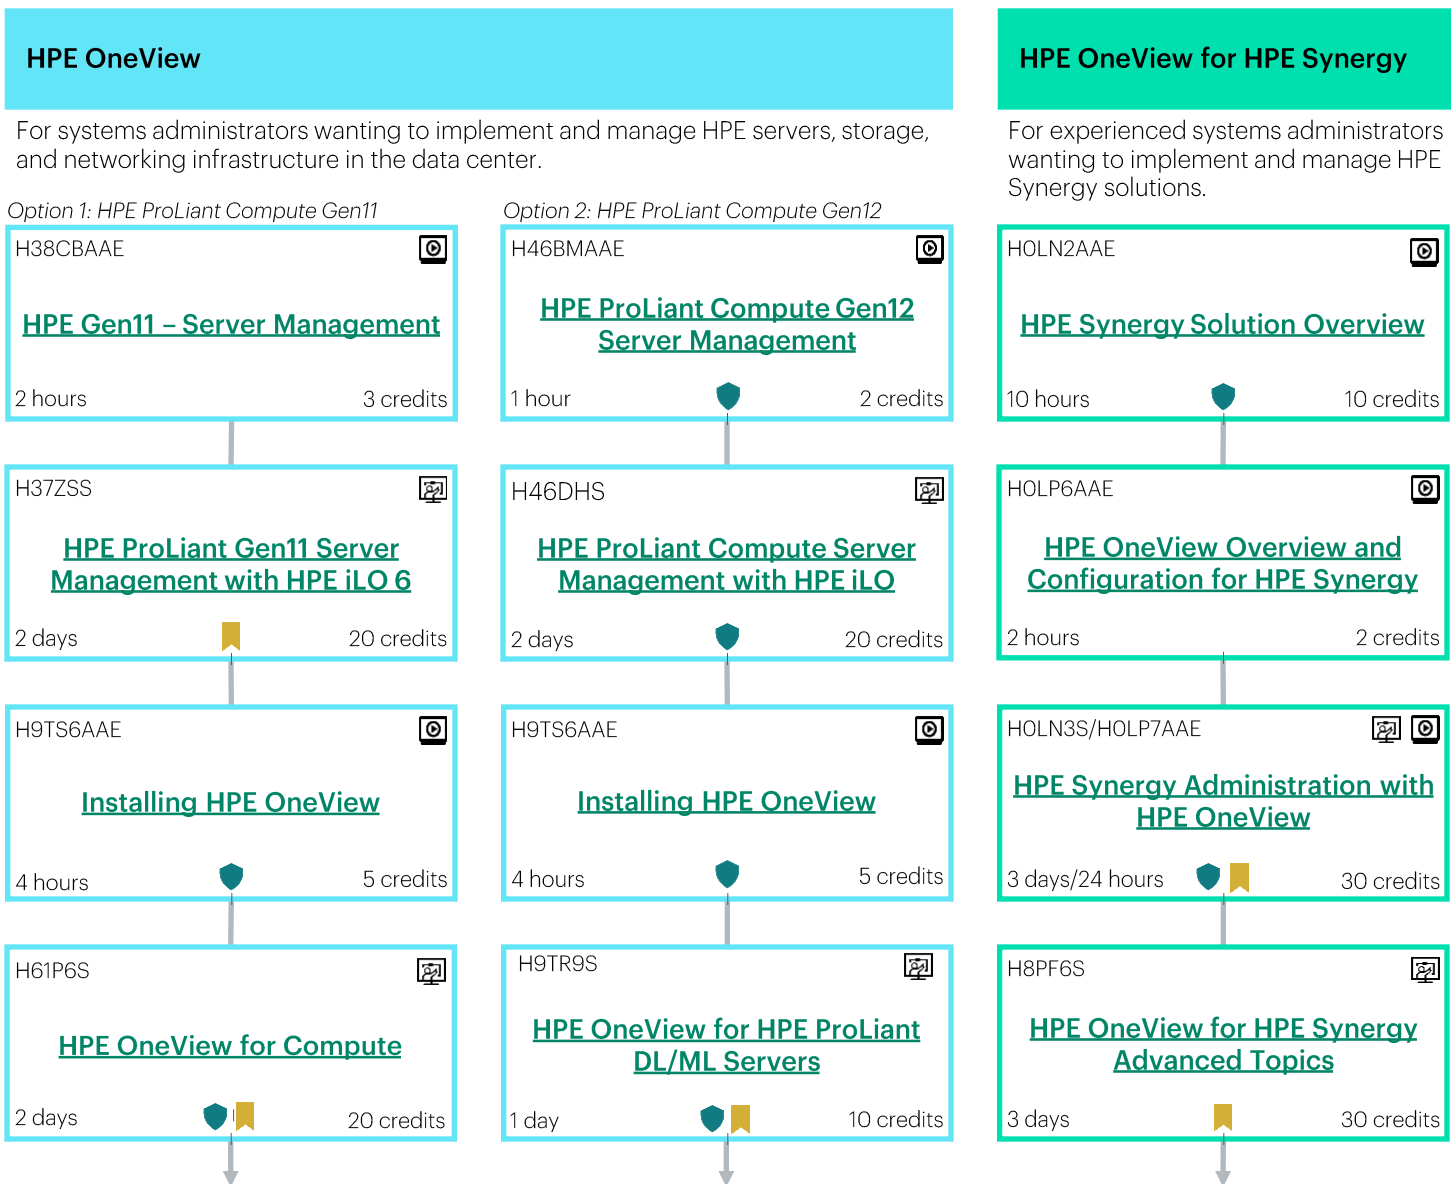 HPE OneView
For systems administrators wanting to implement and manage HPE servers, storage,
and networking infrastructure in the data center.
Option 1: HPE ProLiant Compute Gen11
H38CBAAE
HPE Gen11 – Server Management
2 hours
3 credits
H37ZSS
HPE ProLiant Gen11 Server
Management with HPE iLO 6
2 days
20 credits
H9TS6AAE
Installing HPE OneView
4 hours
5 credits
H61P6S
HPE OneView for Compute
2 days
20 credits
Option 2: HPE ProLiant Compute Gen12
H46BMAAE
HPE ProLiant Compute Gen12
Server Management
1 hour
2 credits
H46DHS
HPE ProLiant Compute Server
Management with HPE iLO
2 days
20 credits
H9TS6AAE
Installing HPE OneView
4 hours
5 credits
H9TR9S
HPE OneView for HPE ProLiant
DL/ML Servers
1 day
10 credits
HPE OneView for HPE Synergy
For experienced systems administrators
wanting to implement and manage HPE
Synergy solutions.
H0LN2AAE
HPE Synergy Solution Overview
10 hours
10 credits
H0LP6AAE
HPE OneView Overview and
Configuration for HPE Synergy
2 hours
2 credits
H0LN3S/H0LP7AAE
HPE Synergy Administration with
HPE OneView
3 days/24 hours
30 credits
H8PF6S
HPE OneView for HPE Synergy
Advanced Topics
3 days
30 credits